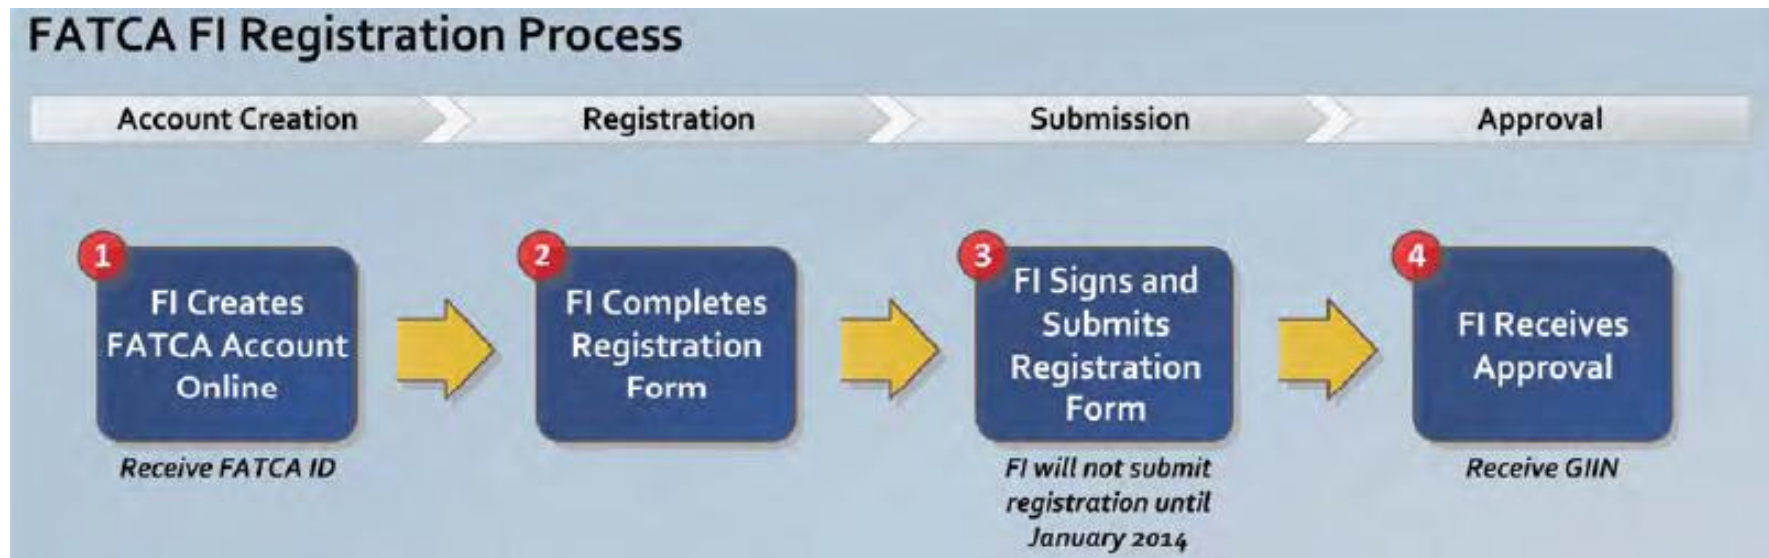 FATCA FI Registration Process
Account Creation
Registration
Submission
Approval
1
FI Creates
FATCA Account
Online
Receive FATCA ID
2
FI Completes
Registration
Form
3
FI Signs and
Submits
Registration
Form
FI will not submit
registration until
January 2014
4
FI Receives
Approval
Receive GIIN